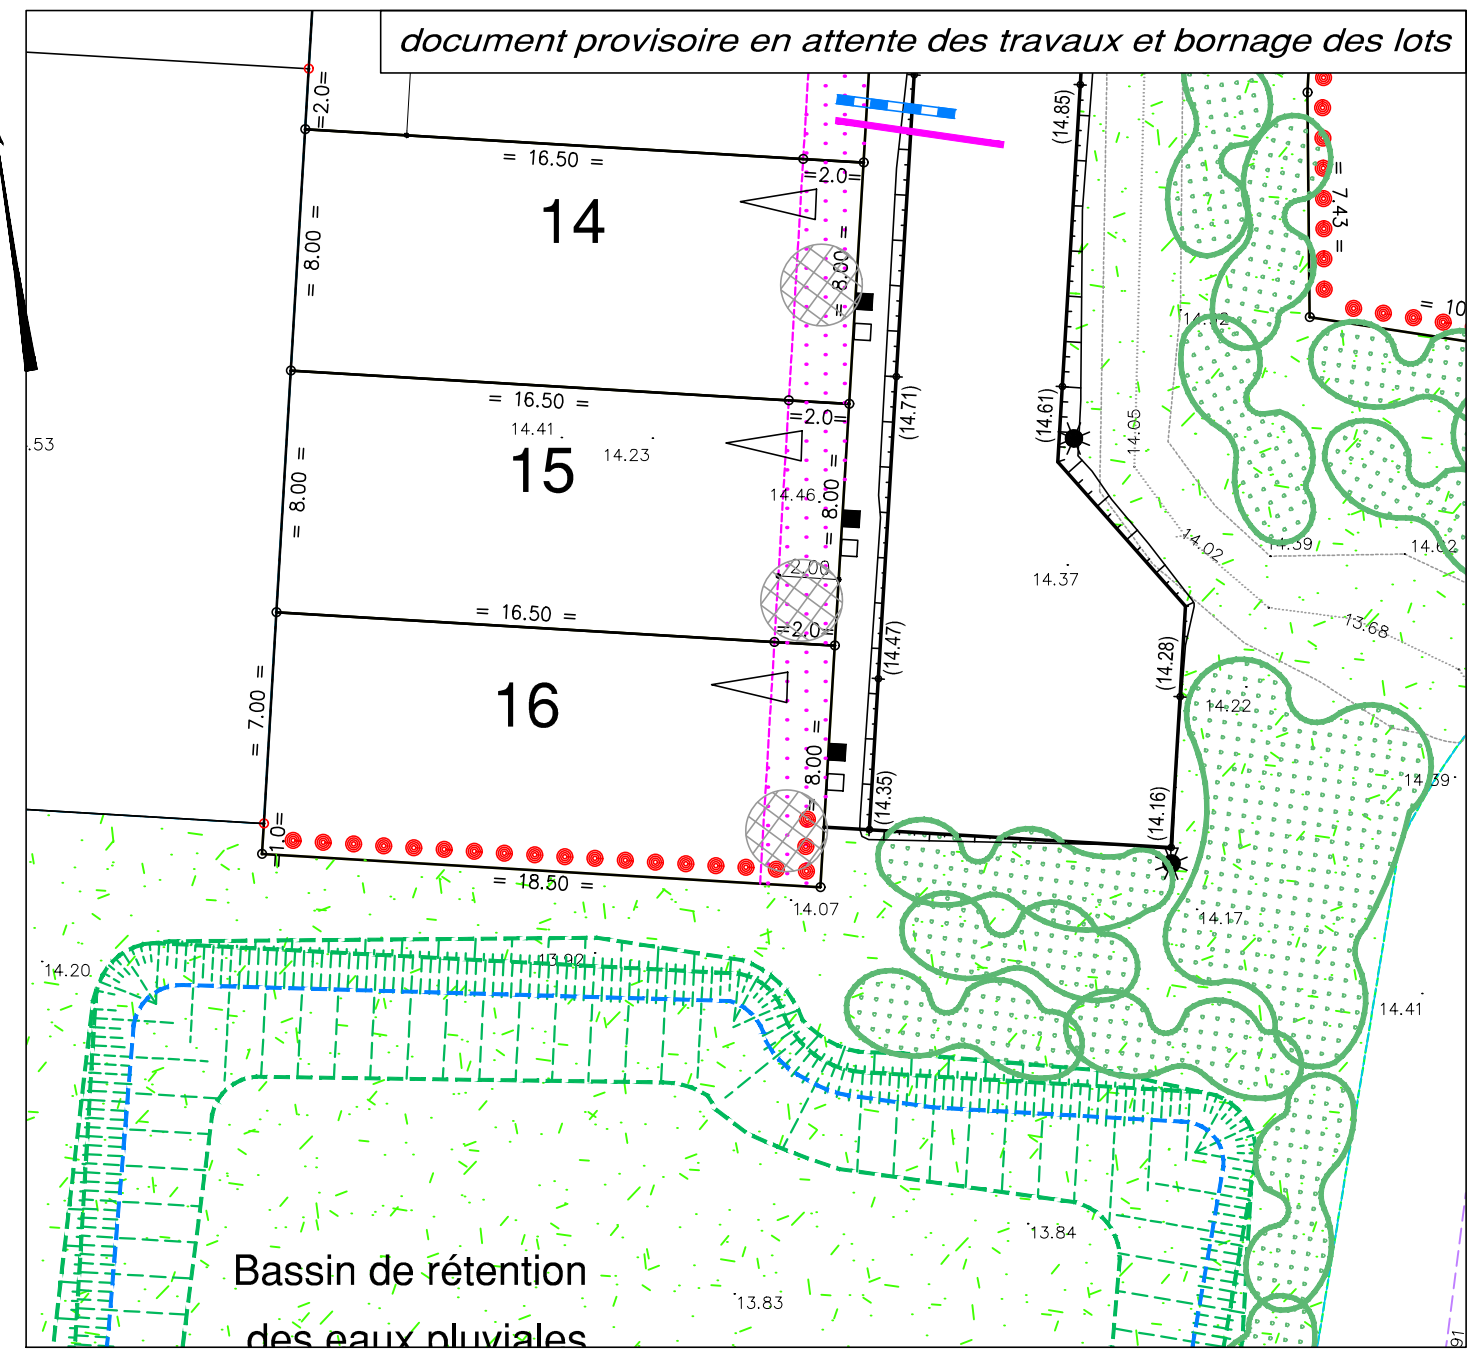 document provisoire en attente des travaux et bornage des lots
=2.0=
= 16.50 =
=2.0=
14
= 8.00 =
= 8.00 =
(14.85)
= 7.43 =
= 10
= 16.50 =
=2.0=
14.41
14.23
15
14.46
= 8.00 =
= 8.00 =
2.00
(14.71)
(14.61)
14.05
.53
14.02
14.62
14.37
13.68
= 16.50 =
=2.0=
16
= 7.00 =
= 8.00 =
(14.47)
(14.28)
14.22
14.39
(14.35)
(14.16)
=1.0=
= 18.50 =
14.07
14.17
14.20
13.92
14.41
13.84
13.83
Bassin de rétention
des eaux pluviales
91